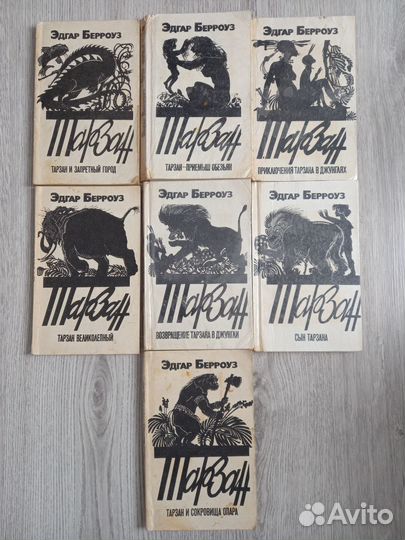 Эдгар Берроуз
Тарзан
ТАРЗАН И ЗАПРЕТНЫЙ ГОРОД
Эдгар Берроуз
Тарзан
ТАРЗАН - ПРИЕМЫШ ОБЕЗЬЯН
Эдгар Берроуз
Тарзан
ПРИКЛЮЧЕНИЯ ТАРЗАНА В ДЖУНГЛЯХ
Эдгар Берроуз
Тарзан
ТАРЗАН ВЕЛИКОЛЕПНЫЙ
Эдгар Берроуз
Тарзан
ВОЗВРАЩЕНИЕ ТАРЗАНА В ДЖУНГЛИ
Эдгар Берроуз
Тарзан
СЫН ТАРЗАНА
Эдгар Берроуз
Тарзан
ТАРЗАН И СОКРОВИЩА ОПАРА
Avito